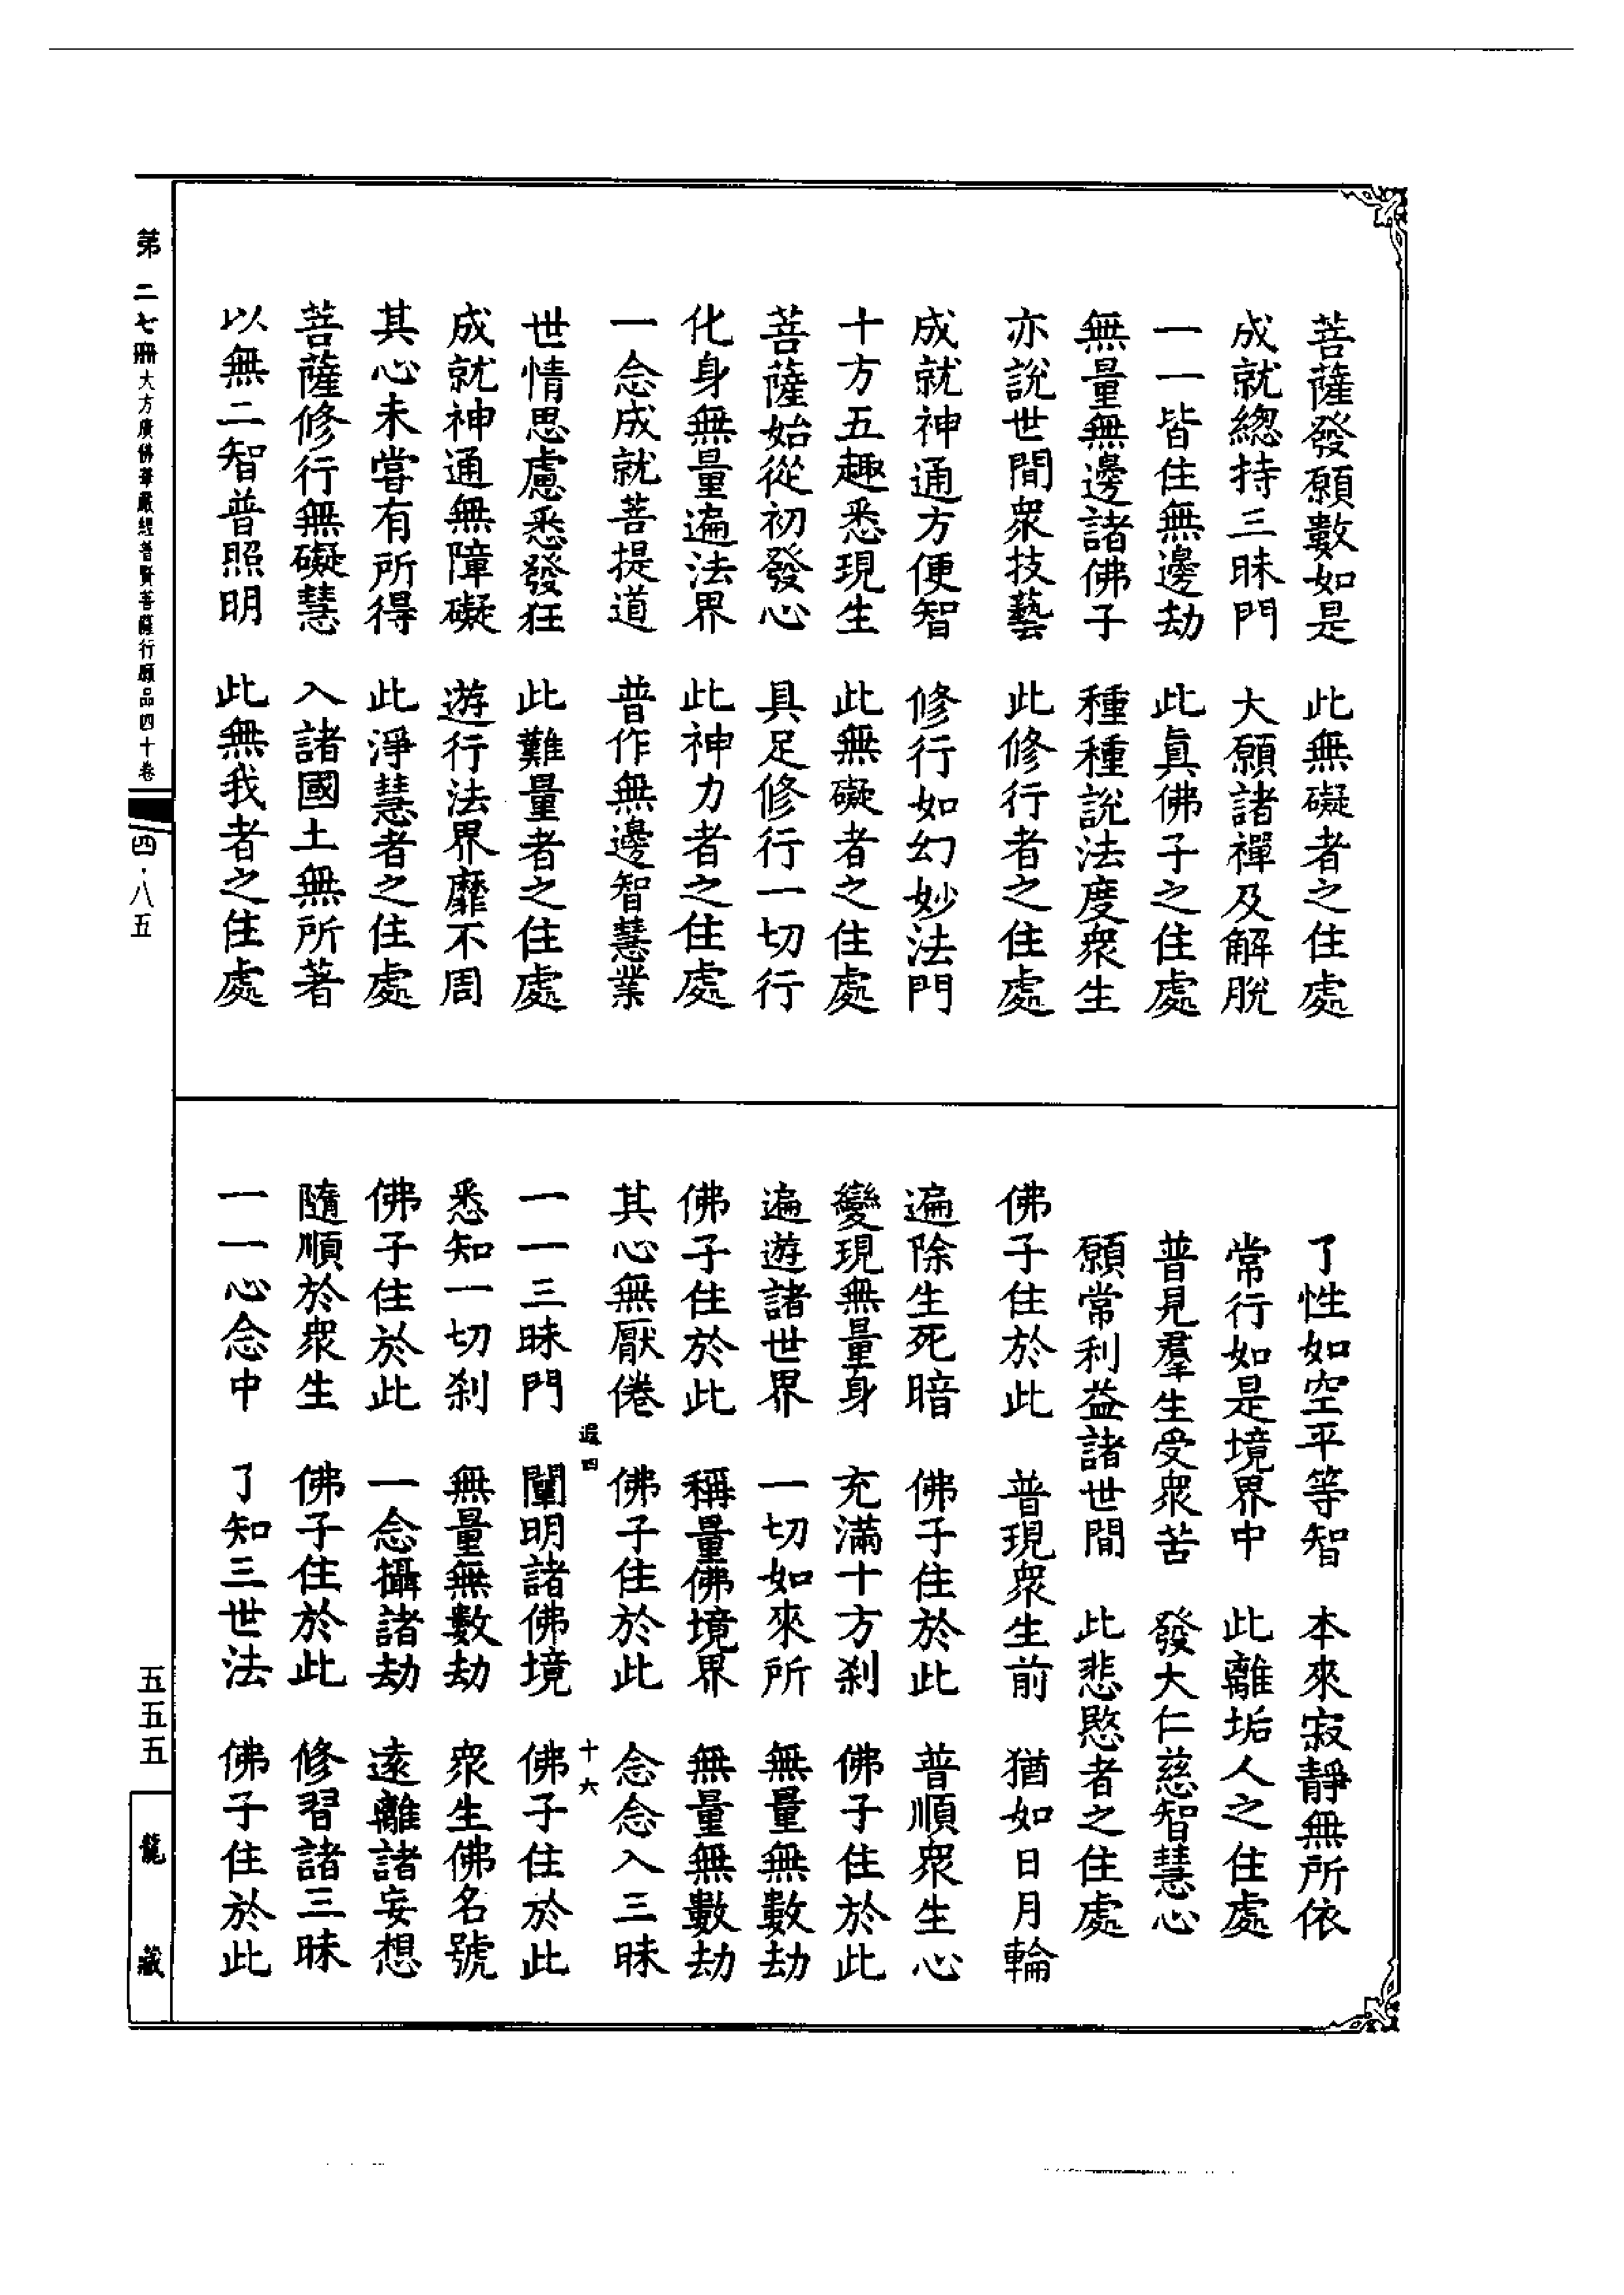 菩薩發願數如是　此無礙者之住處
成就總持三昧門　大願諸禪及解脫
一一皆住無邊劫　此真佛子之住處
無量無邊諸佛子　種種說法度衆生
亦說世間衆技藝　此修行者之住處
成就神通方便智　修行如幻妙法門
十方五趣悉現生　此無礙者之住處
菩薩始從初發心　具足修行一切行
化身無量遍法界　此神力者之住處
一念成就菩提道　普作無邊智慧業
世情思慮悉發狂　此難量者之住處
成就神通無障礙　遊行法界靡不周
其心未嘗有所得　此淨慧者之住處
菩薩修行無礙慧　入諸國土無所著
以無二智普照明　此無我者之住處
了性如空平等智　本來寂靜無所依
常行如是境界中　此離垢人之住處
普見羣生受衆苦　發大仁慈智慧心
願常利益諸世間　此悲愍者之住處
佛子住於此　普現衆生前　猶如日月輪
遍除生死暗　佛子住於此　普順衆生心
變現無量身　充滿十方刹　佛子住於此
遍遊諸世界　一切如來所　無量無數劫
佛子住於此　稱量佛境界　無量無數劫
其心無厭倦　佛子住於此　念念入三昧
遐四　十六
一一三昧門　闡明諸佛境　佛子住於此
悉知一切刹　無量無數劫　衆生佛名號
佛子住於此　一念攝諸劫　遠離諸妄想
隨順於衆生　佛子住於此　修習諸三昧
一一心念中　了知三世法　佛子住於此
第二七冊　大方廣佛華嚴經普賢菩薩行願品四十卷　四·八五
五五五
龍藏